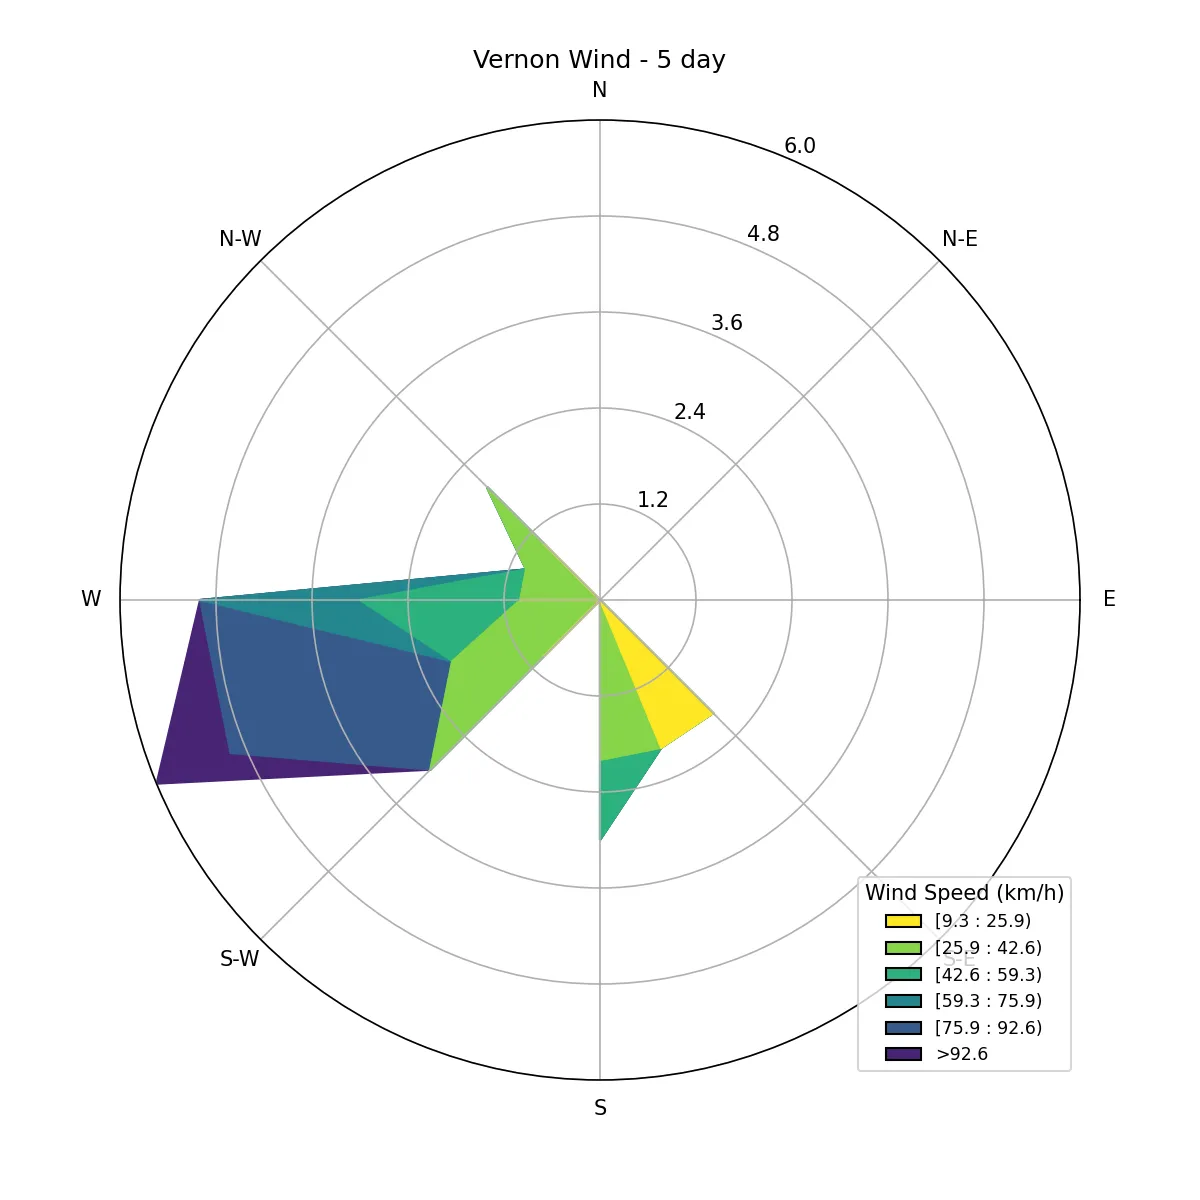 Vernon Wind - 5 day
N
6.0
4.8
N-W
N-E
3.6
2.4
1.2
W
E
S-W
S-E
S
Wind Speed (km/h)
[9.3 : 25.9)
[25.9 : 42.6)
[42.6 : 59.3)
[59.3 : 75.9)
[75.9 : 92.6)
>92.6